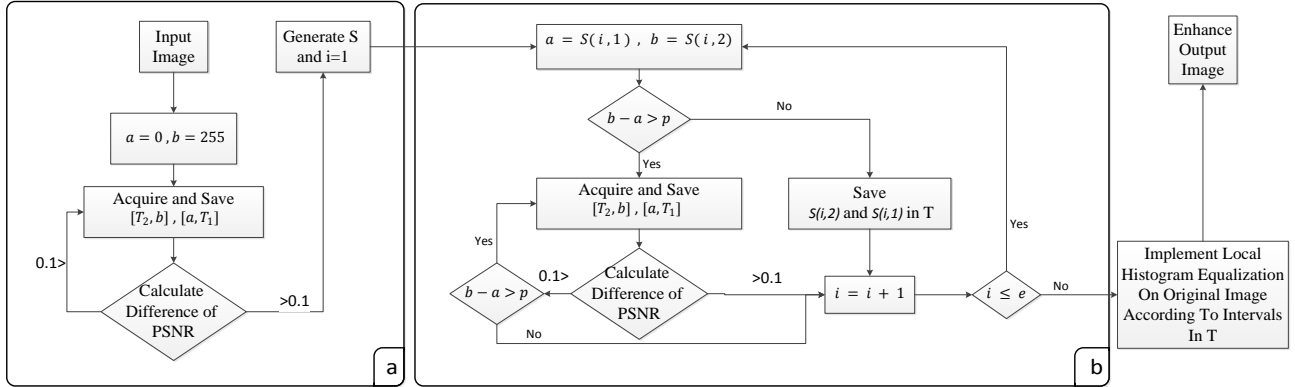 Input
Image
a = 0 , b = 255
Acquire and Save
[T₂, b] , [a, T₁]
0.1>
Calculate
Difference of
PSNR
>0.1
Generate S
and i=1
a
a = S(i, 1) , b = S(i, 2)
b − a > p
No
Yes
Acquire and Save
[T₂, b] , [a, T₁]
Save
S(i,2) and S(i,1) in T
Yes
b − a > p
0.1>
Calculate
Difference of
PSNR
>0.1
No
i = i + 1
Yes
i ≤ e
No
b
Enhance
Output
Image
Implement Local
Histogram Equalization
On Original Image
According To Intervals
In T